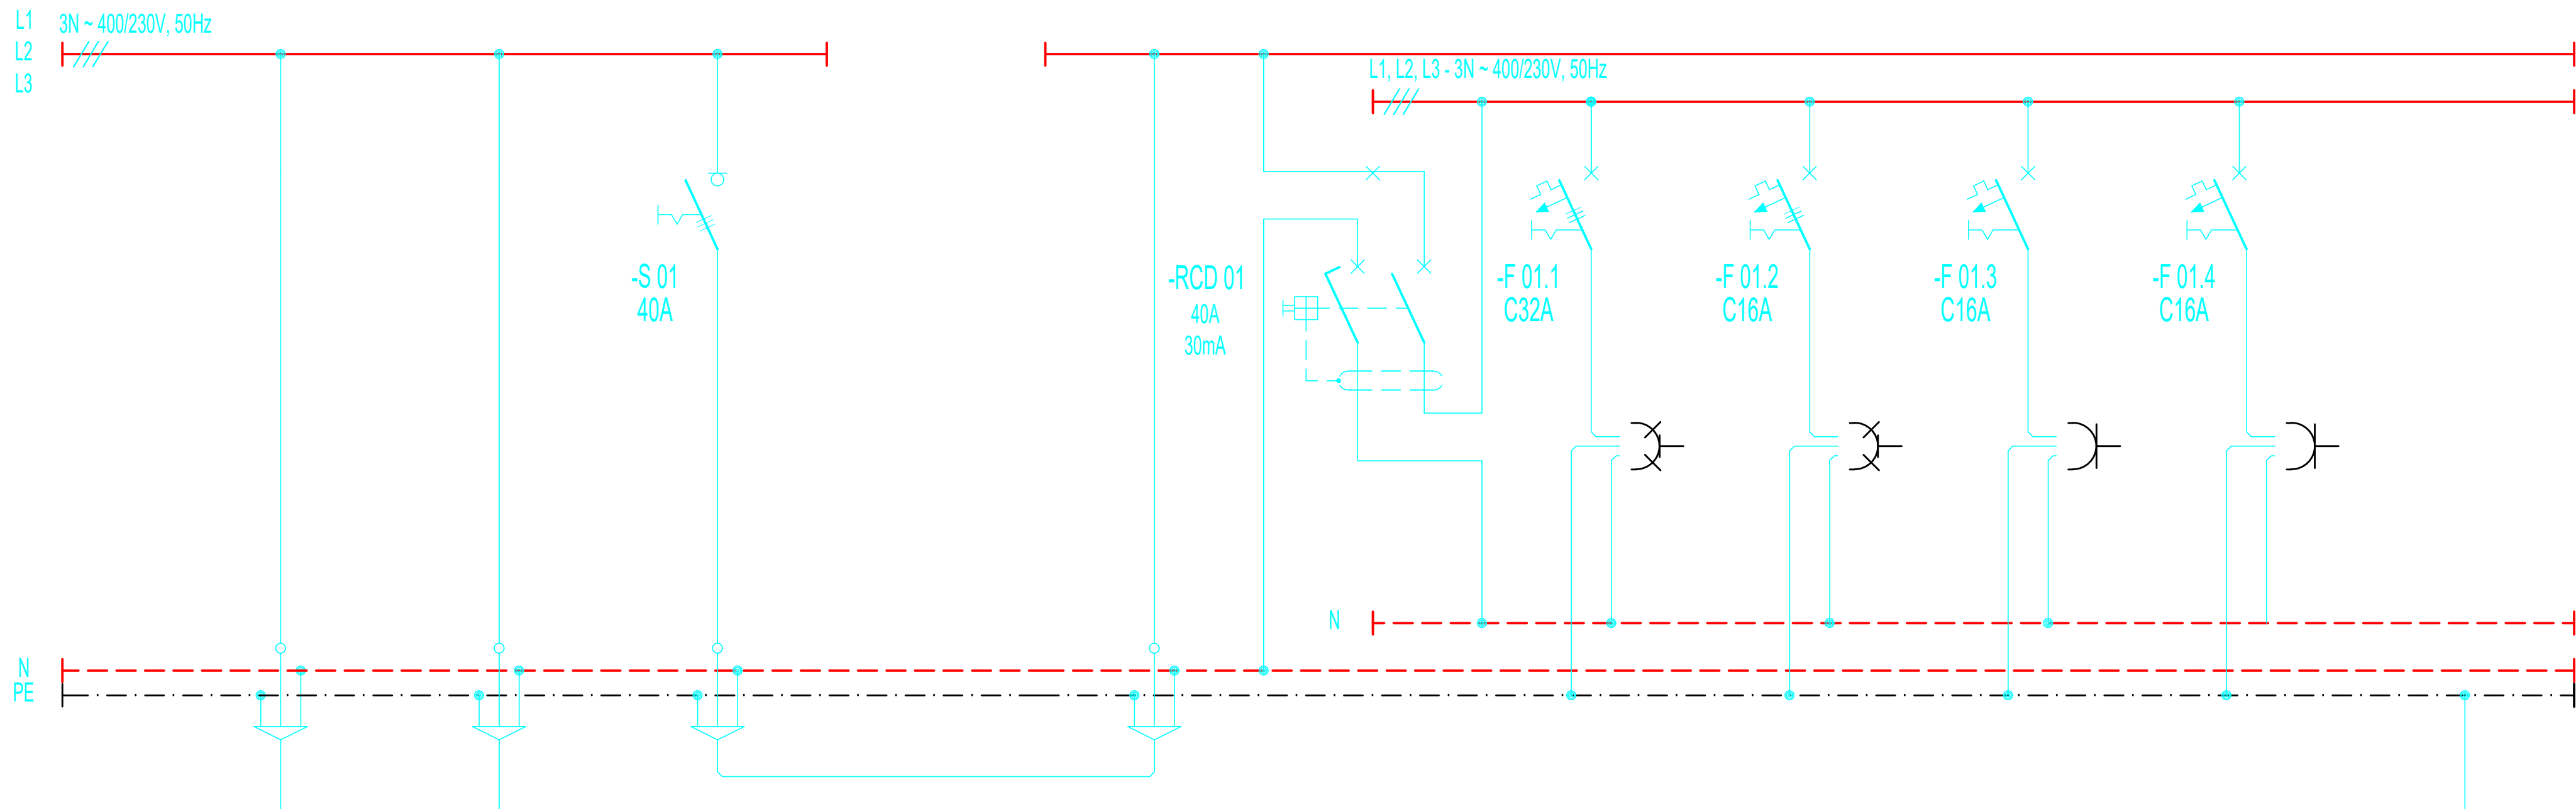 L1
3N ~ 400/230V, 50Hz
L2
L3
L1, L2, L3 - 3N ~ 400/230V, 50Hz
-S 01
40A
-RCD 01
40A
30mA
-F 01.1
C32A
-F 01.2
C16A
-F 01.3
C16A
-F 01.4
C16A
N
N
PE